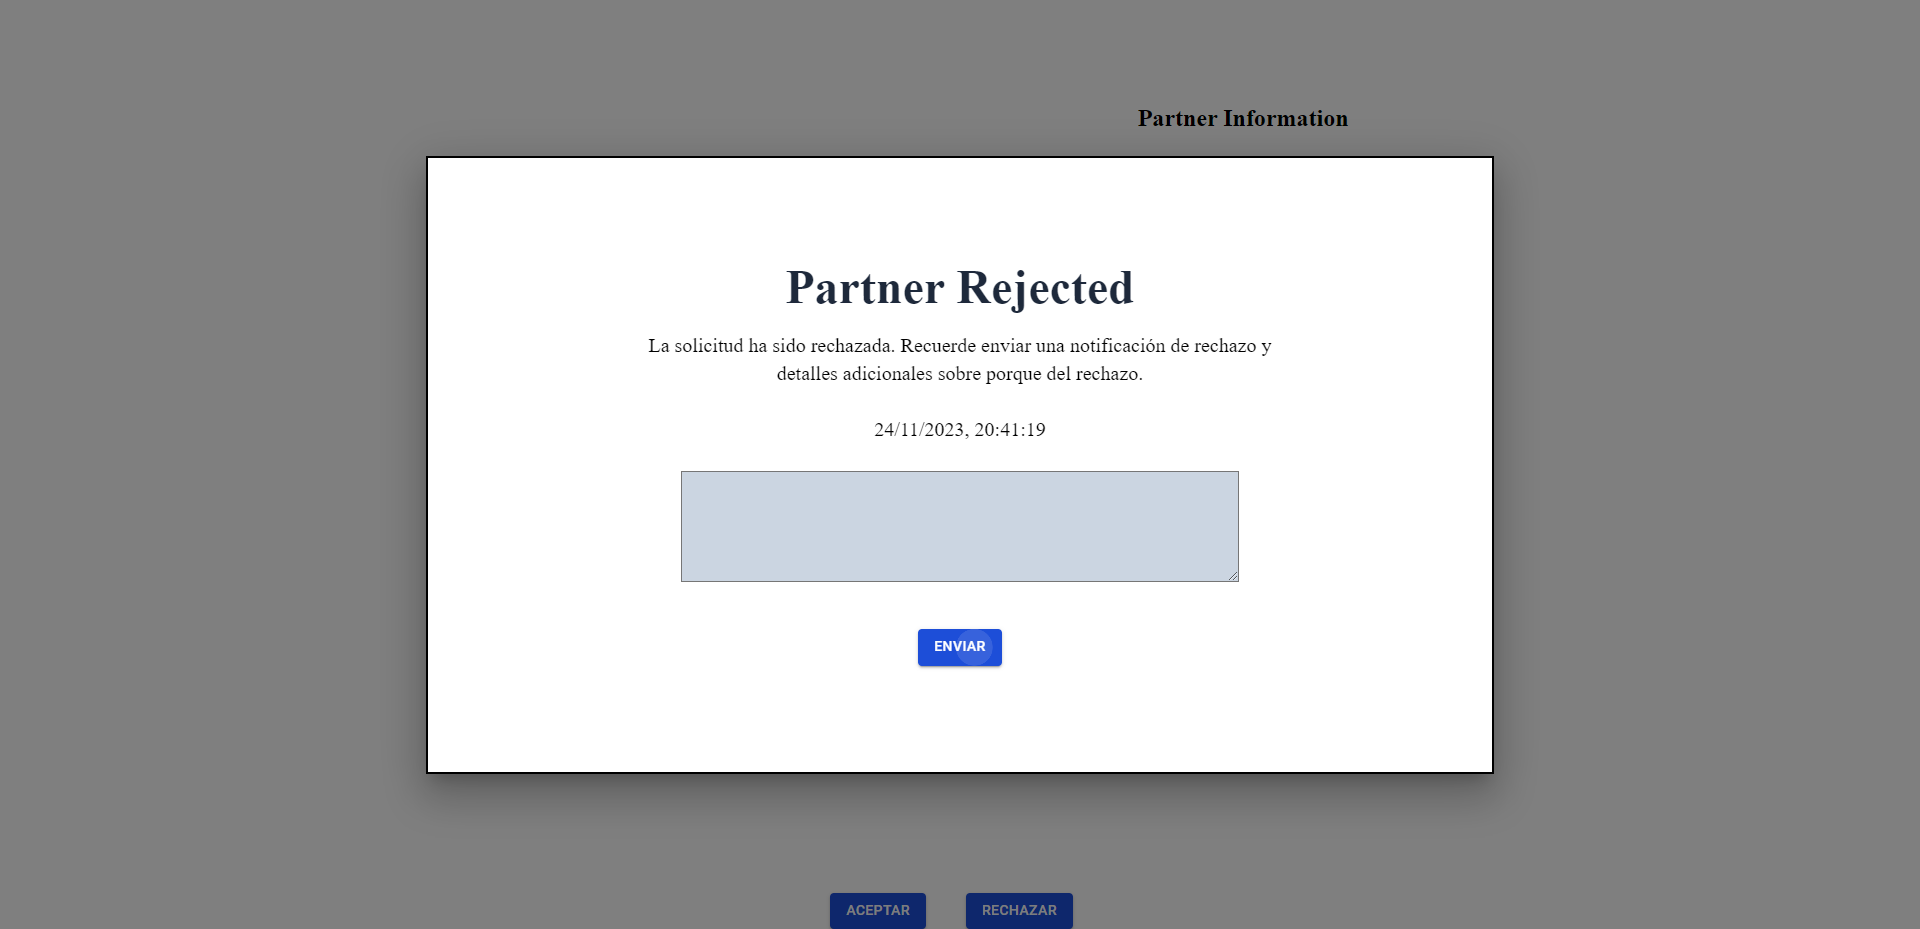 Partner Information
Partner Rejected
La solicitud ha sido rechazada. Recuerde enviar una notificación de rechazo y
detalles adicionales sobre porque del rechazo.
24/11/2023, 20:41:19
ENVIAR
ACEPTAR
RECHAZAR